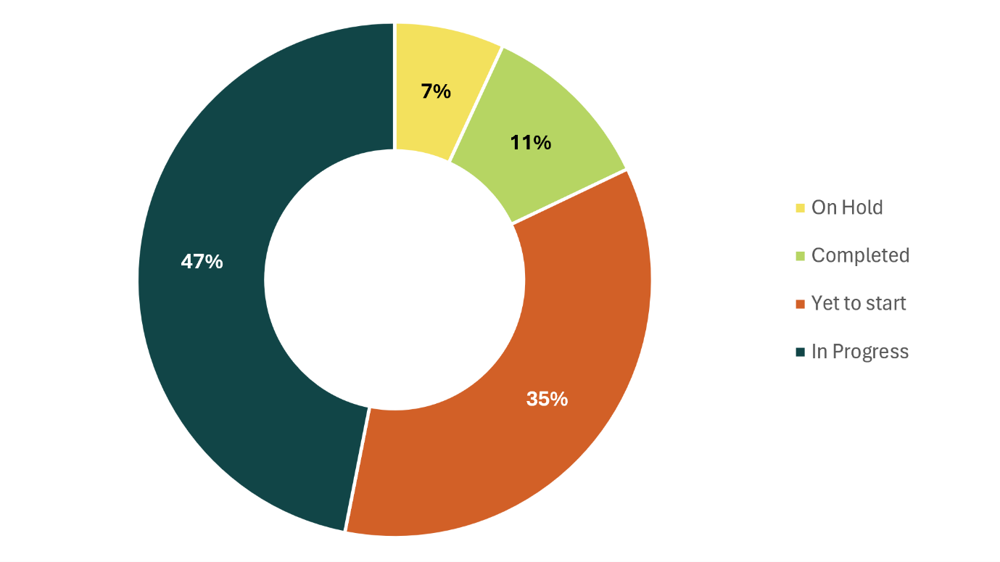 7%
11%
47%
35%
On Hold
Completed
Yet to start
In Progress